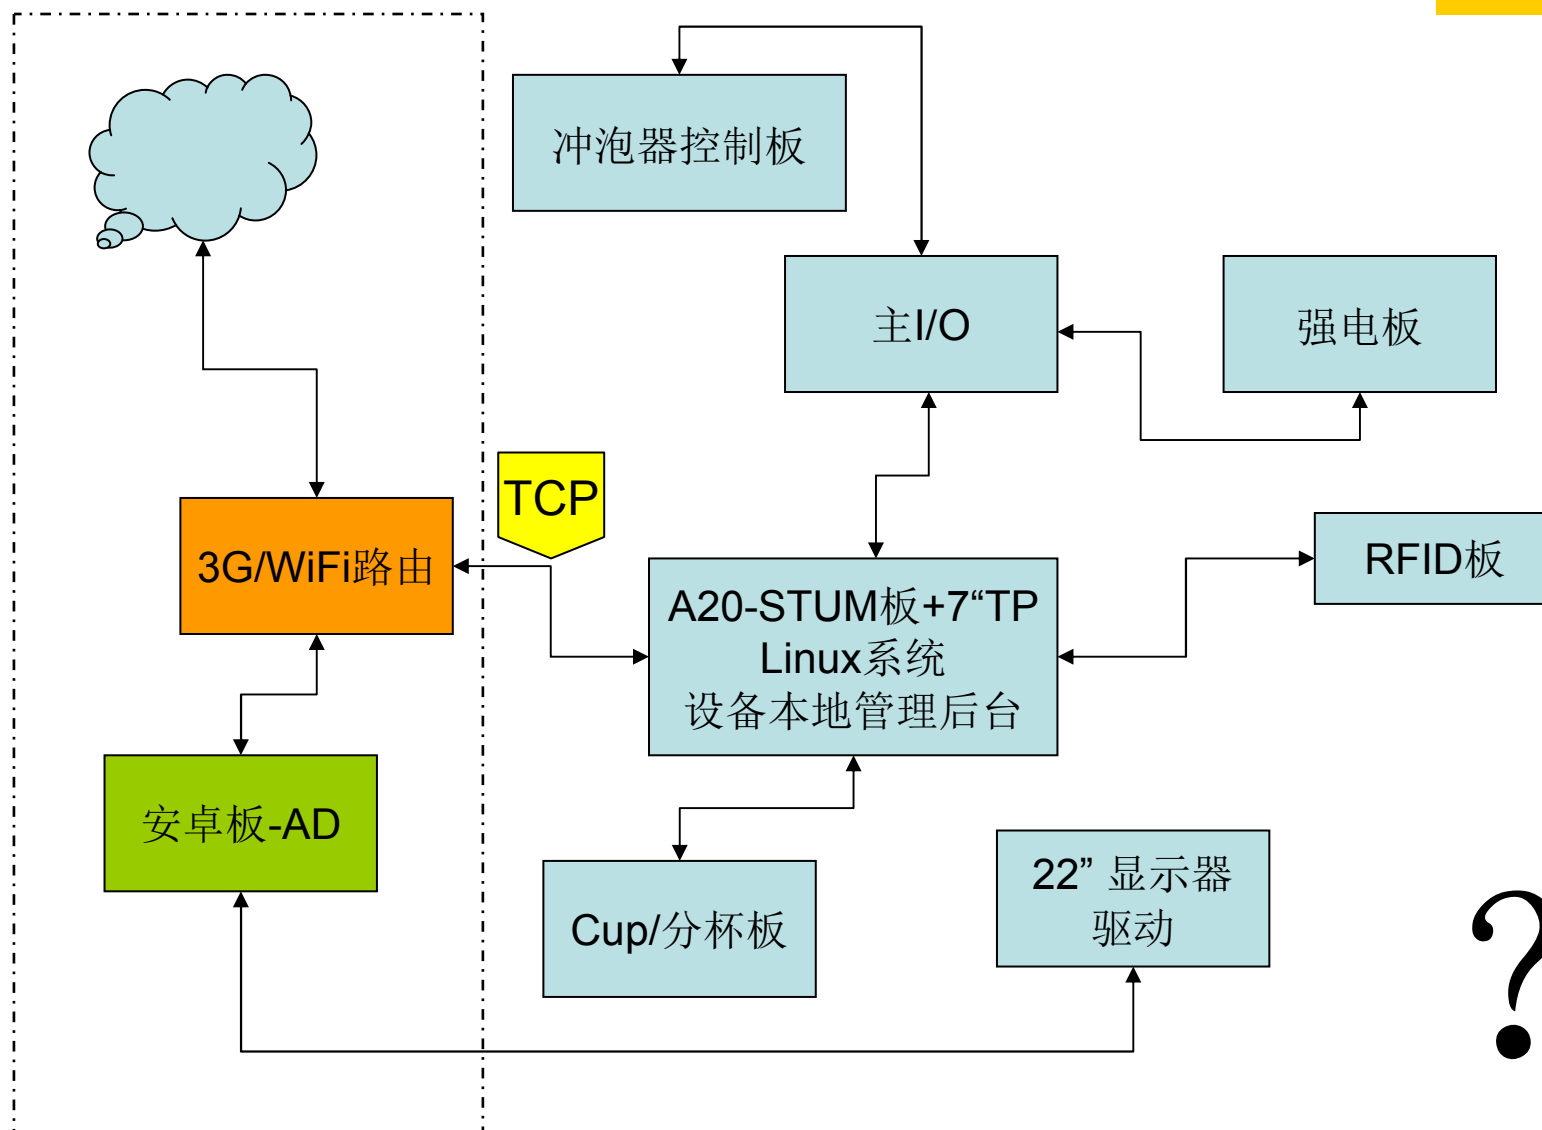 冲泡器控制板
主I/O
强电板
TCP
3G/WiFi路由
RFID板
A20-STUM板+7“TP
Linux系统
设备本地管理后台
安卓板-AD
Cup/分杯板
22” 显示器
驱动
?